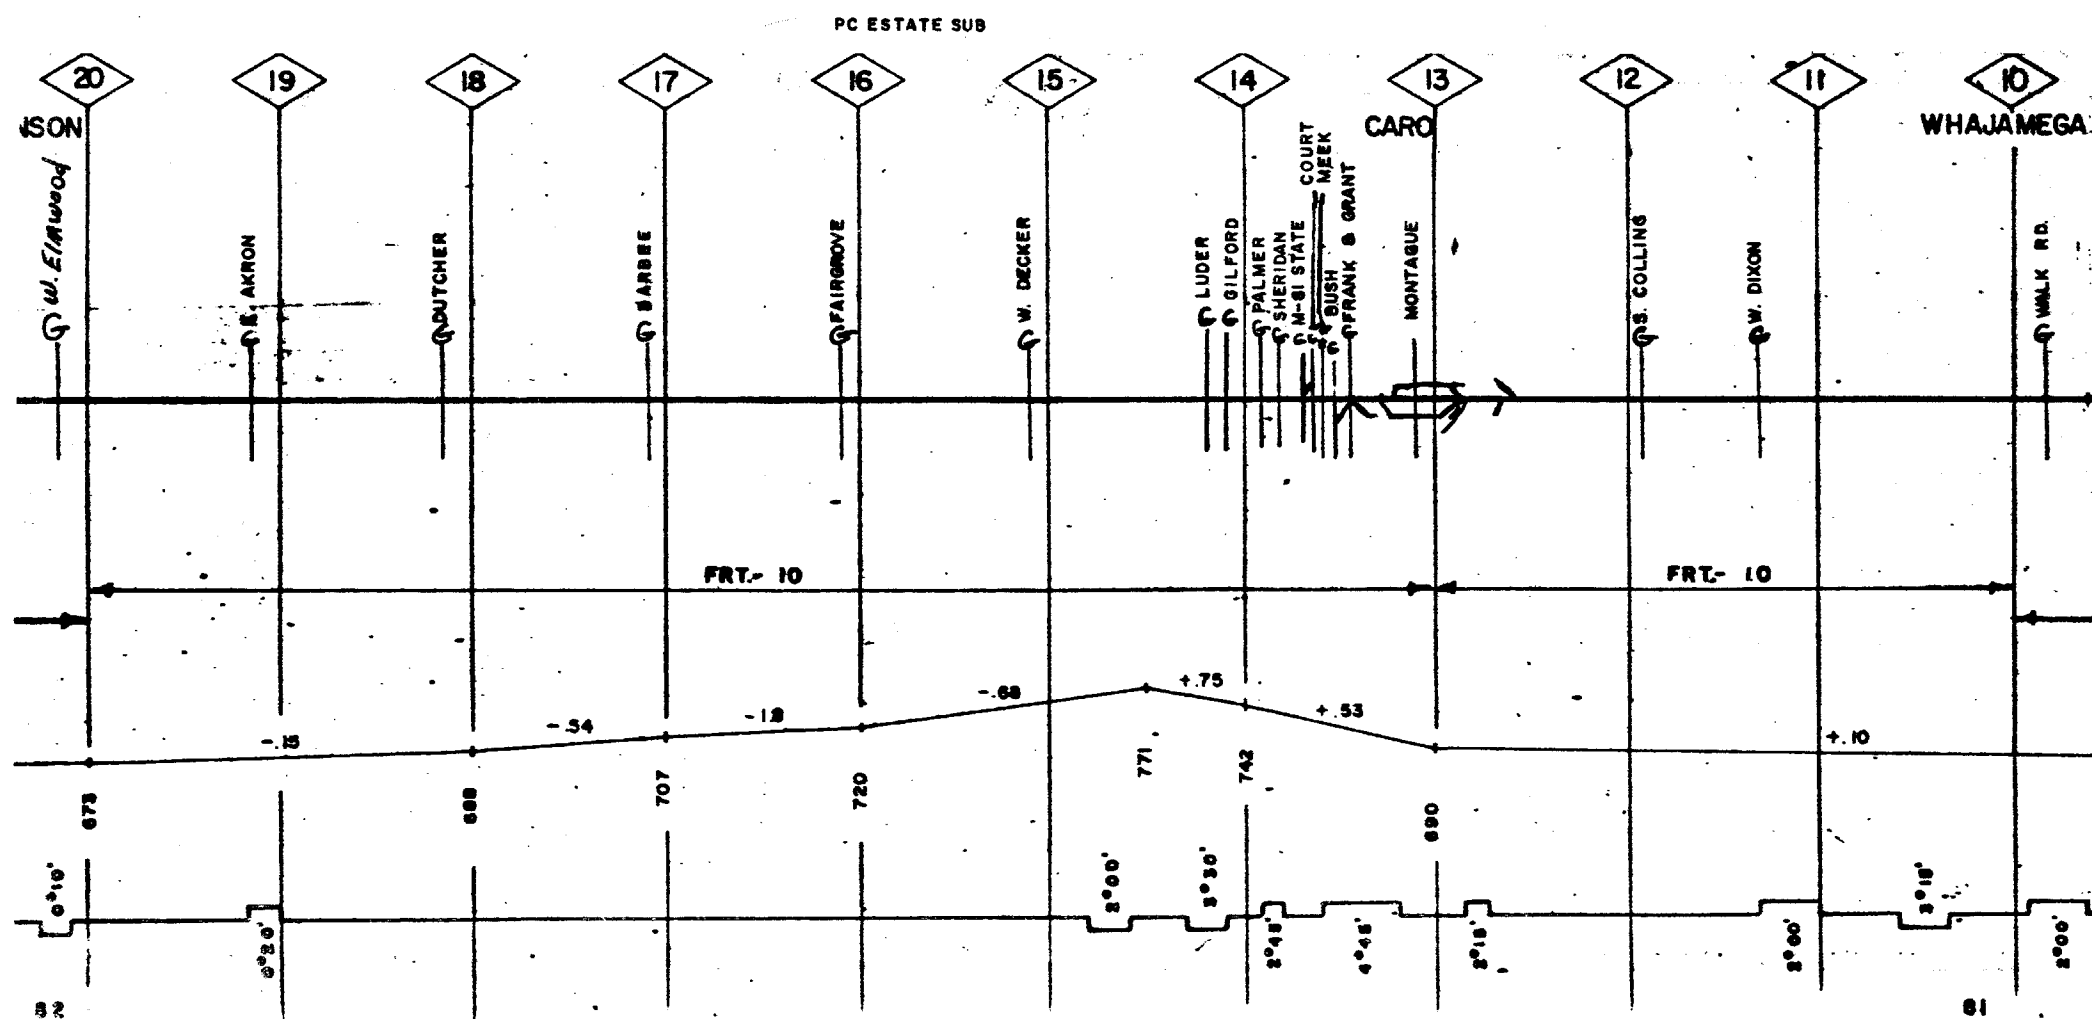 PC ESTATE SUB
20 19 18 17 16 15 14 13 12 11 10
NSON CARO WHAJAMEGA
W. Elmwood
E. AKRON
DUTCHER
BARBEE
FAIRGROVE
W. DECKER
LUDER
GILFORD
PALMER
SHERIDAN
M-81 STATE
COURT
MEEK
BUSH
FRANK & GRANT
MONTAGUE
S. COLLING
W. DIXON
WALK RD.
FRT.- 10 FRT.- 10
-.15 -.54 -.18 -.68 +.75 +.53 +.10
673 688 707 720 771 742 690
0°10' 0°20' 2°00' 3°30' 2°45' 4°45' 2°15' 2°00' 3°15' 2°00'
82 81